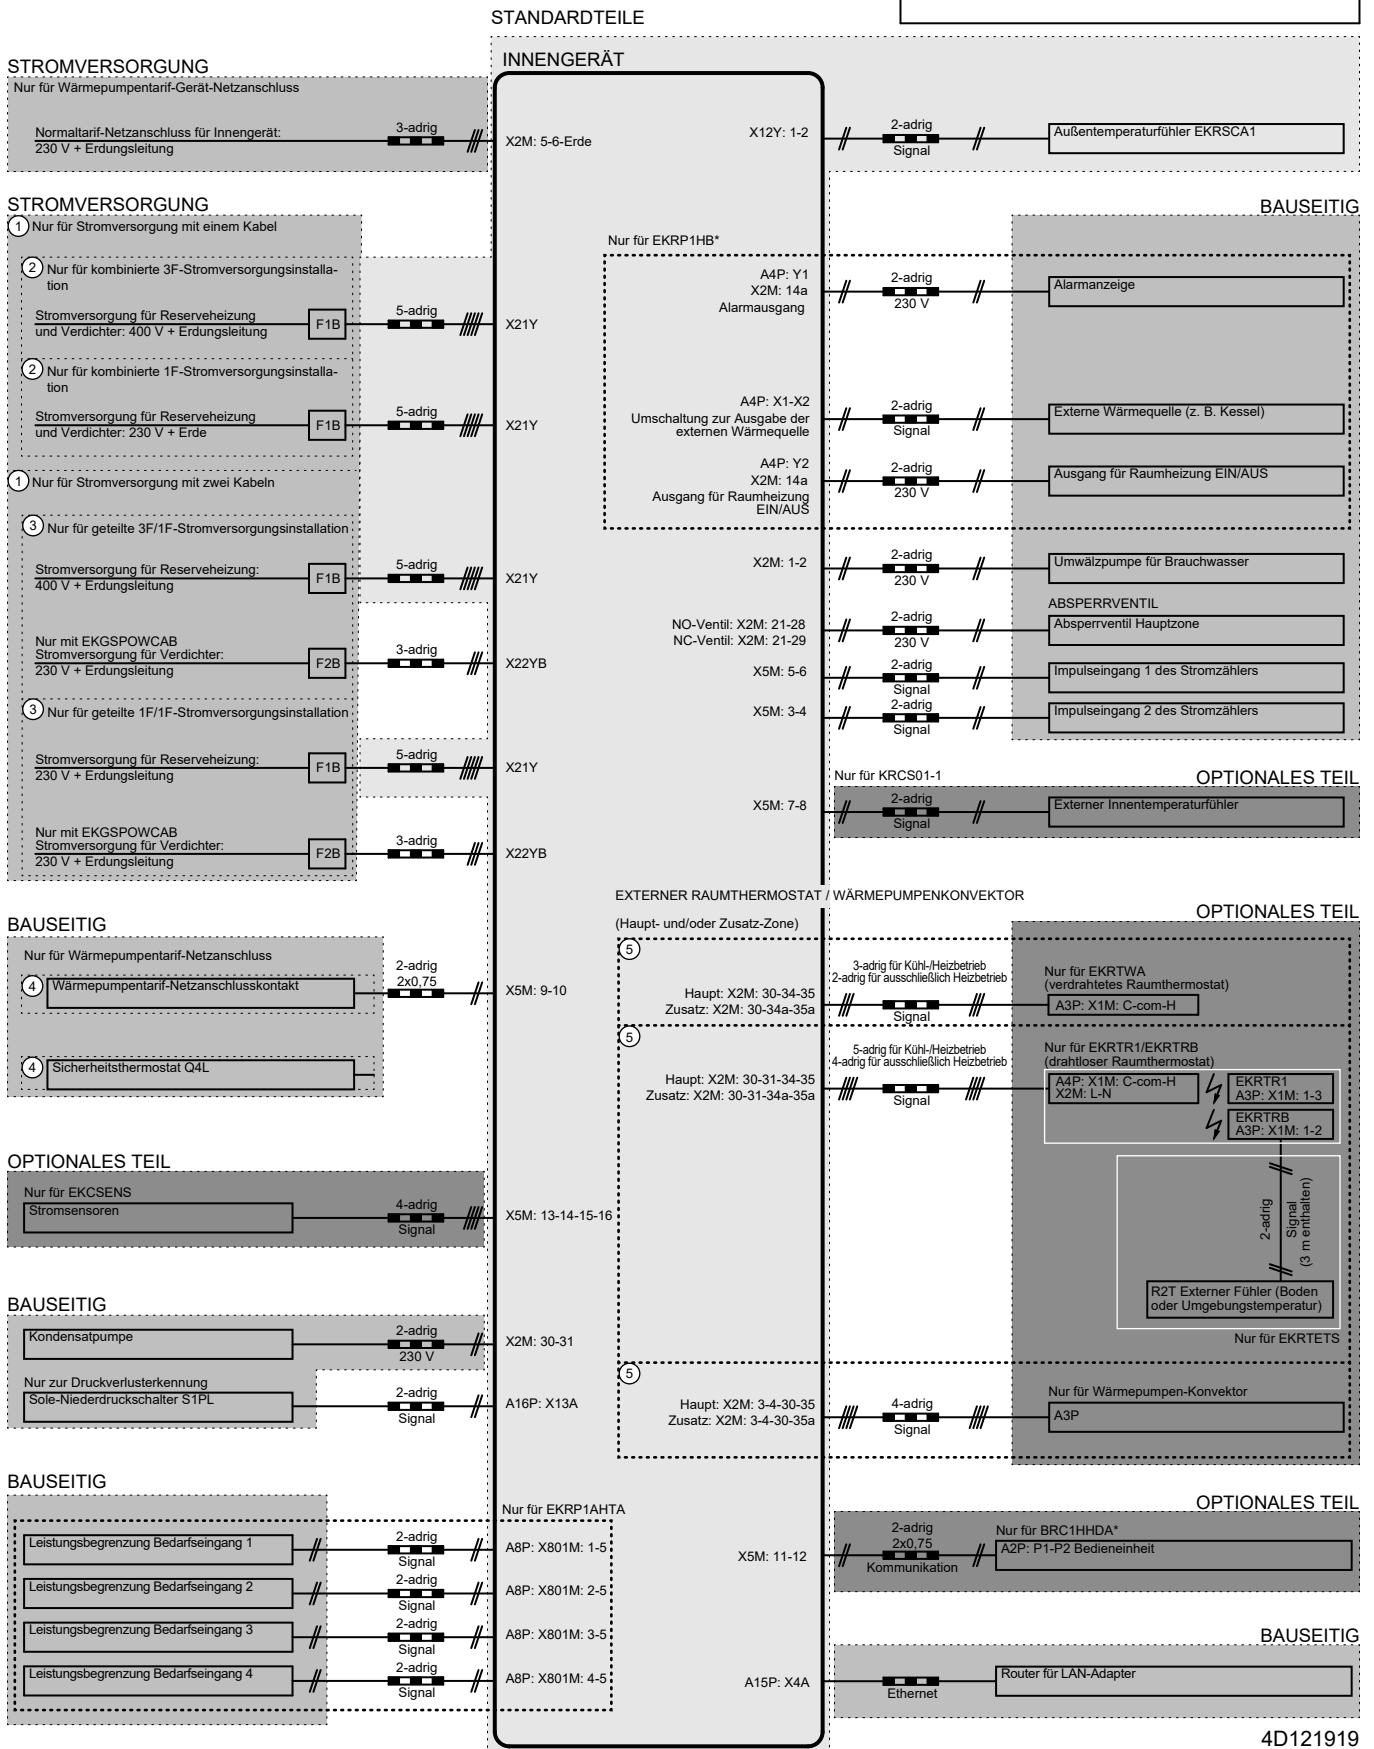 STANDARDTEILE
INNENGERÄT
STROMVERSORGUNG
Nur für Wärmepumpentarif-Gerät-Netzanschluss
Normaltarif-Netzanschluss für Innengerät:
230 V + Erdungsleitung
3-adrig
X2M: 5-6-Erde
X12Y: 1-2
2-adrig
Signal
Außentemperaturfühler EKRSCA1
STROMVERSORGUNG
1 Nur für Stromversorgung mit einem Kabel
2 Nur für kombinierte 3F-Stromversorgungsinstalla-
tion
Stromversorgung für Reserveheizung
und Verdichter: 400 V + Erdungsleitung
F1B
5-adrig
X21Y
2 Nur für kombinierte 1F-Stromversorgungsinstalla-
tion
Stromversorgung für Reserveheizung
und Verdichter: 230 V + Erde
F1B
5-adrig
X21Y
1 Nur für Stromversorgung mit zwei Kabeln
3 Nur für geteilte 3F/1F-Stromversorgungsinstallation
Stromversorgung für Reserveheizung:
400 V + Erdungsleitung
F1B
5-adrig
X21Y
Nur mit EKGSPOWCAB
Stromversorgung für Verdichter:
230 V + Erdungsleitung
F2B
3-adrig
X22YB
3 Nur für geteilte 1F/1F-Stromversorgungsinstallation
Stromversorgung für Reserveheizung:
230 V + Erdungsleitung
F1B
5-adrig
X21Y
Nur mit EKGSPOWCAB
Stromversorgung für Verdichter:
230 V + Erdungsleitung
F2B
3-adrig
X22YB
BAUSEITIG
Nur für EKRP1HB*
A4P: Y1
X2M: 14a
Alarmausgang
2-adrig
230 V
Alarmanzeige
A4P: X1-X2
Umschaltung zur Ausgabe der
externen Wärmequelle
2-adrig
Signal
Externe Wärmequelle (z. B. Kessel)
A4P: Y2
X2M: 14a
Ausgang für Raumheizung
EIN/AUS
2-adrig
230 V
Ausgang für Raumheizung EIN/AUS
X2M: 1-2
2-adrig
230 V
Umwälzpumpe für Brauchwasser
ABSPERRVENTIL
NO-Ventil: X2M: 21-28
NC-Ventil: X2M: 21-29
2-adrig
230 V
Absperrventil Hauptzone
X5M: 5-6
2-adrig
Signal
Impulseingang 1 des Stromzählers
X5M: 3-4
2-adrig
Signal
Impulseingang 2 des Stromzählers
Nur für KRCS01-1
OPTIONALES TEIL
X5M: 7-8
2-adrig
Signal
Externer Innentemperaturfühler
BAUSEITIG
Nur für Wärmepumpentarif-Netzanschluss
4 Wärmepumpentarif-Netzanschlusskontakt
2-adrig
2x0,75
X5M: 9-10
4 Sicherheitsthermostat Q4L
EXTERNER RAUMTHERMOSTAT / WÄRMEPUMPENKONVEKTOR
(Haupt- und/oder Zusatz-Zone)
OPTIONALES TEIL
5
Haupt: X2M: 30-34-35
Zusatz: X2M: 30-34a-35a
3-adrig für Kühl-/Heizbetrieb
2-adrig für ausschließlich Heizbetrieb
Signal
Nur für EKRTWA
(verdrahtetes Raumthermostat)
A3P: X1M: C-com-H
5
Haupt: X2M: 30-31-34-35
Zusatz: X2M: 30-31-34a-35a
5-adrig für Kühl-/Heizbetrieb
4-adrig für ausschließlich Heizbetrieb
Signal
Nur für EKRTR1/EKRTRB
(drahtloser Raumthermostat)
A4P: X1M: C-com-H
X2M: L-N
EKRTR1
A3P: X1M: 1-3
EKRTRB
A3P: X1M: 1-2
2-adrig
Signal
(3 m enthalten)
R2T Externer Fühler (Boden
oder Umgebungstemperatur)
Nur für EKRTETS
5
Haupt: X2M: 3-4-30-35
Zusatz: X2M: 3-4-30-35a
4-adrig
Signal
Nur für Wärmepumpen-Konvektor
A3P
OPTIONALES TEIL
Nur für EKCSENS
Stromsensoren
4-adrig
Signal
X5M: 13-14-15-16
BAUSEITIG
Kondensatpumpe
2-adrig
230 V
X2M: 30-31
Nur zur Druckverlusterkennung
Sole-Niederdruckschalter S1PL
2-adrig
Signal
A16P: X13A
BAUSEITIG
Nur für EKRP1AHTA
Leistungsbegrenzung Bedarfseingang 1
2-adrig
Signal
A8P: X801M: 1-5
Leistungsbegrenzung Bedarfseingang 2
2-adrig
Signal
A8P: X801M: 2-5
Leistungsbegrenzung Bedarfseingang 3
2-adrig
Signal
A8P: X801M: 3-5
Leistungsbegrenzung Bedarfseingang 4
2-adrig
Signal
A8P: X801M: 4-5
OPTIONALES TEIL
X5M: 11-12
2-adrig
2x0,75
Kommunikation
Nur für BRC1HHDA*
A2P: P1-P2 Bedieneinheit
BAUSEITIG
A15P: X4A
Ethernet
Router für LAN-Adapter
4D121919